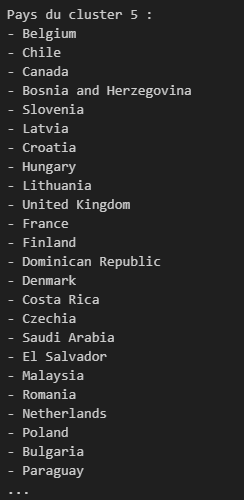 Pays du cluster 5 :
- Belgium
- Chile
- Canada
- Bosnia and Herzegovina
- Slovenia
- Latvia
- Croatia
- Hungary
- Lithuania
- United Kingdom
- France
- Finland
- Dominican Republic
- Denmark
- Costa Rica
- Czechia
- Saudi Arabia
- El Salvador
- Malaysia
- Romania
- Netherlands
- Poland
...
- Bulgaria
- Paraguay